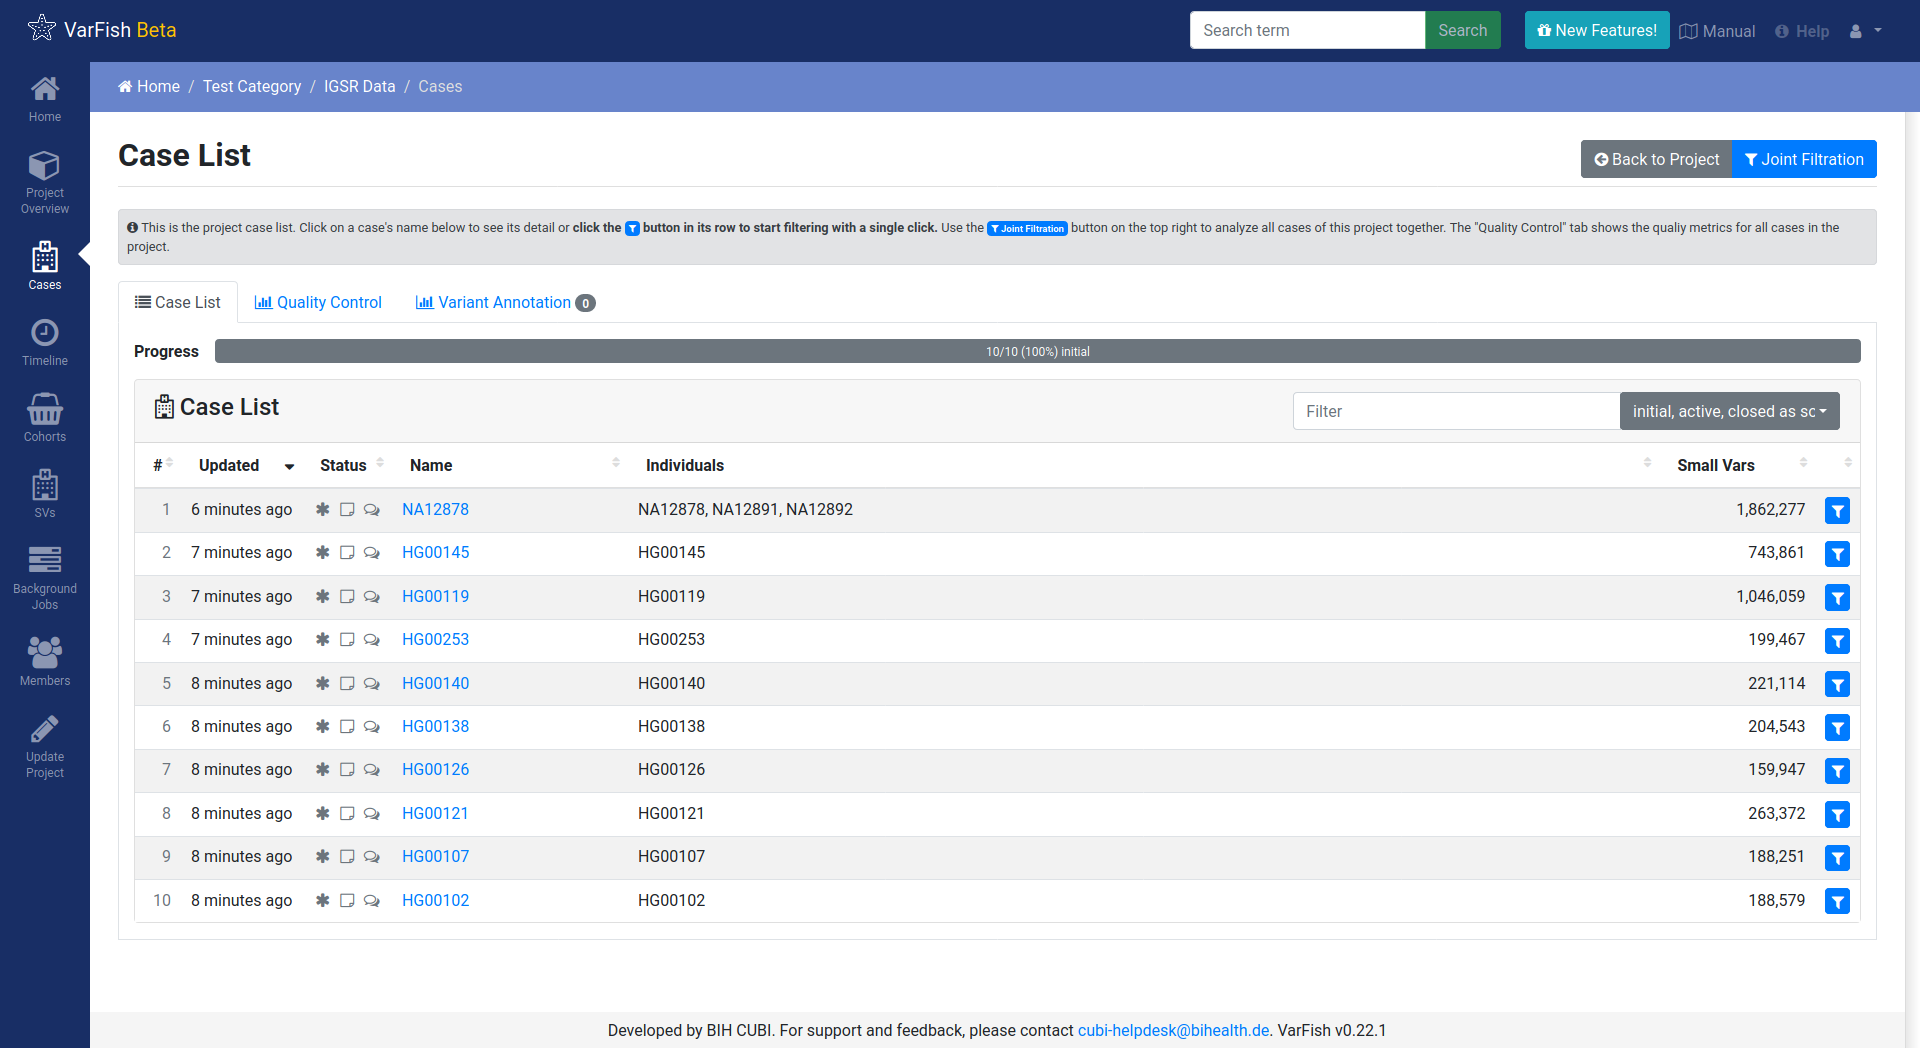 VarFish Beta
Search term
Search
New Features!
Manual
Help
Home / Test Category / IGSR Data / Cases
Home
Project
Overview
Cases
Timeline
Cohorts
SVs
Background
Jobs
Members
Update
Project
Case List
Back to Project
Joint Filtration
This is the project case list. Click on a case's name below to see its detail or click the button in its row to start filtering with a single click. Use the Joint Filtration button on the top right to analyze all cases of this project together. The "Quality Control" tab shows the qualiy metrics for all cases in the
project.
Case List
Quality Control
Variant Annotation 0
Progress
10/10 (100%) initial
Case List
Filter
initial, active, closed as sc
# Updated Status Name Individuals Small Vars
1 6 minutes ago NA12878 NA12878, NA12891, NA12892 1,862,277
2 7 minutes ago HG00145 HG00145 743,861
3 7 minutes ago HG00119 HG00119 1,046,059
4 7 minutes ago HG00253 HG00253 199,467
5 8 minutes ago HG00140 HG00140 221,114
6 8 minutes ago HG00138 HG00138 204,543
7 8 minutes ago HG00126 HG00126 159,947
8 8 minutes ago HG00121 HG00121 263,372
9 8 minutes ago HG00107 HG00107 188,251
10 8 minutes ago HG00102 HG00102 188,579
Developed by BIH CUBI. For support and feedback, please contact cubi-helpdesk@bihealth.de. VarFish v0.22.1